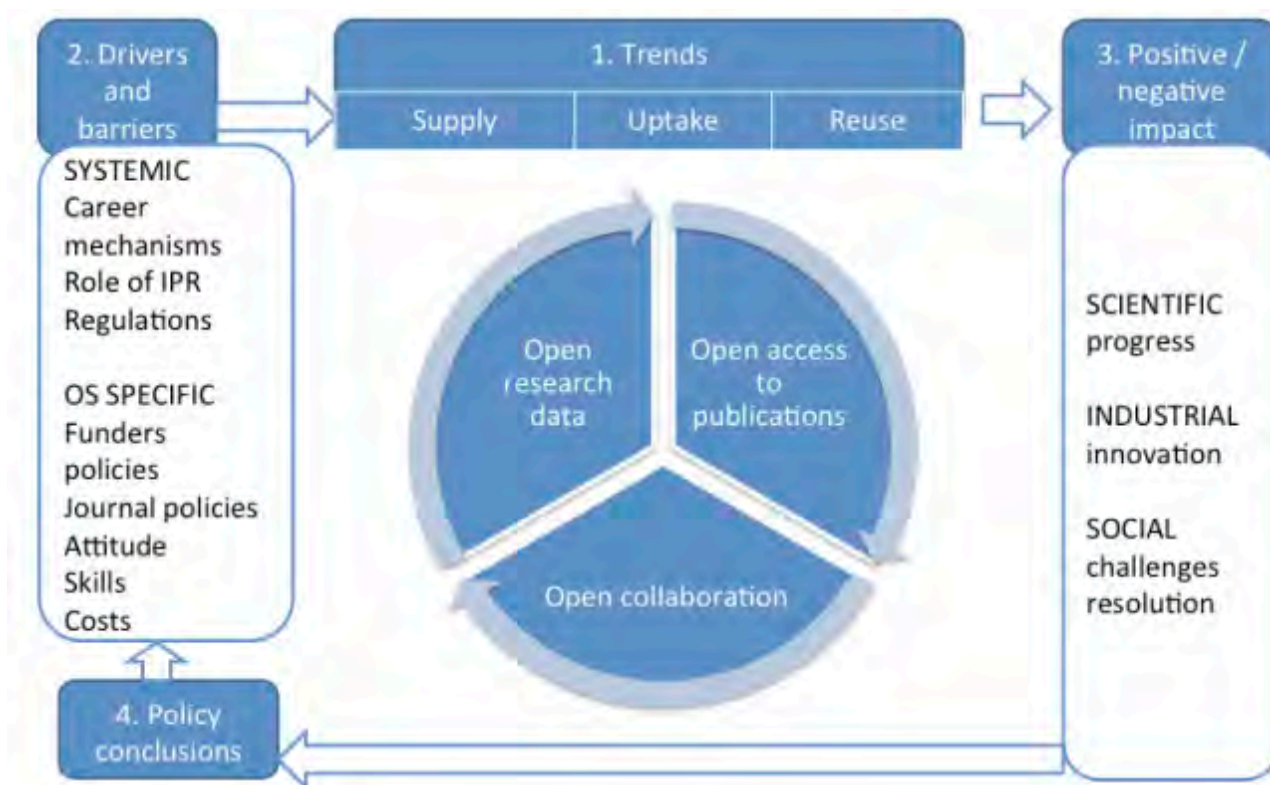 2. Drivers
and
barriers
SYSTEMIC
Career
mechanisms
Role of IPR
Regulations
OS SPECIFIC
Funders
policies
Journal policies
Attitude
Skills
Costs
1. Trends
Supply
Uptake
Reuse
Open
research
data
Open access
to
publications
Open collaboration
3. Positive /
negative
impact
SCIENTIFIC
progress
INDUSTRIAL
innovation
SOCIAL
challenges
resolution
4. Policy
conclusions